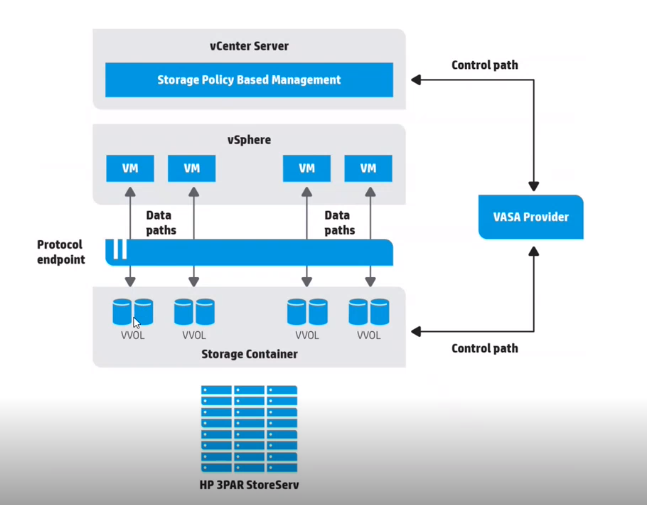 vCenter Server
Storage Policy Based Management
Control path
vSphere
VM
VM
VM
VM
Data
paths
Data
paths
VASA Provider
Protocol
endpoint
VVOL
VVOL
VVOL
VVOL
Storage Container
Control path
HP 3PAR StoreServ